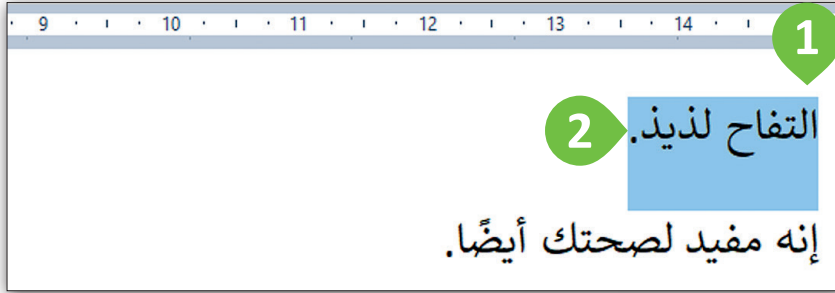 9 10 11 12 13 14
1
التفاح لذيذ.
2
إنه مفيد لصحتك أيضًا.